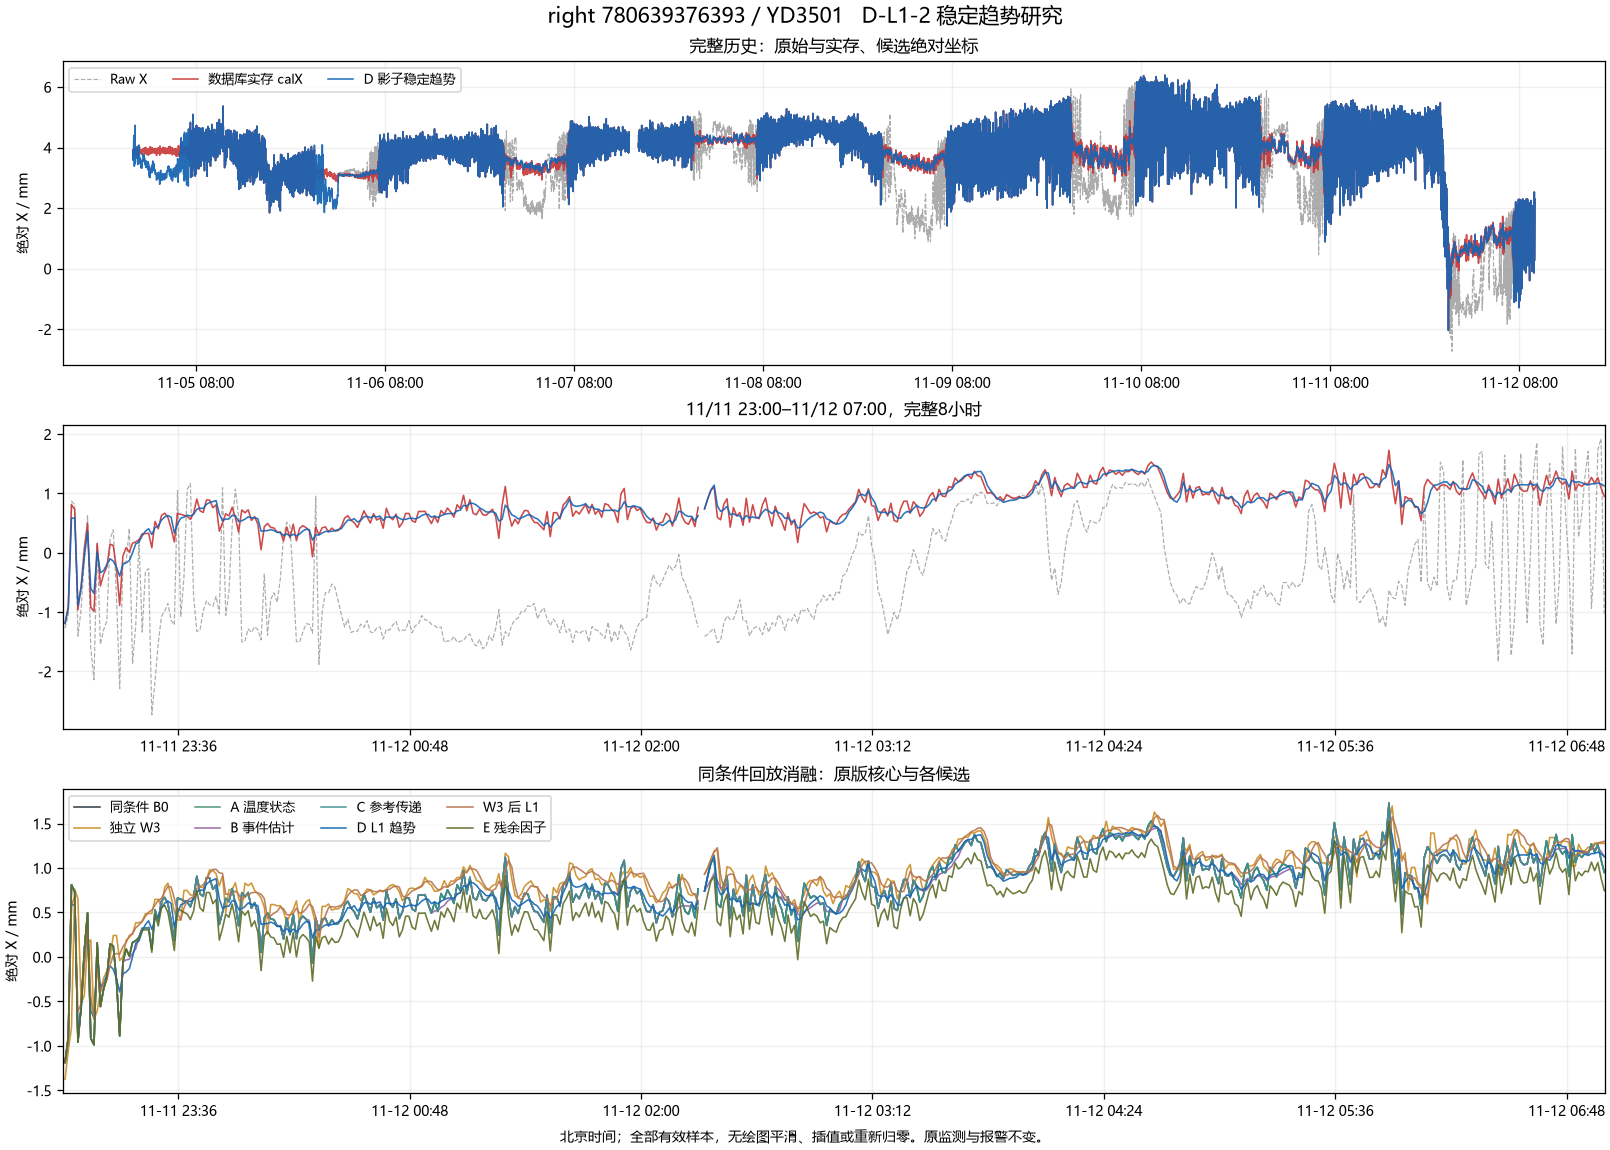 right 780639376393 / YD3501   D-L1-2 稳定趋势研究
完整历史：原始与实存、候选绝对坐标
Raw X
数据库实存 calX
D 影子稳定趋势
绝对 X / mm
6
4
2
0
-2
11-05 08:00
11-06 08:00
11-07 08:00
11-08 08:00
11-09 08:00
11-10 08:00
11-11 08:00
11-12 08:00
11/11 23:00–11/12 07:00，完整8小时
绝对 X / mm
2
1
0
-1
-2
11-11 23:36
11-12 00:48
11-12 02:00
11-12 03:12
11-12 04:24
11-12 05:36
11-12 06:48
同条件回放消融：原版核心与各候选
同条件 B0
A 温度状态
C 参考传递
W3 后 L1
独立 W3
B 事件估计
D L1 趋势
E 残余因子
绝对 X / mm
1.5
1.0
0.5
0.0
-0.5
-1.0
-1.5
11-11 23:36
11-12 00:48
11-12 02:00
11-12 03:12
11-12 04:24
11-12 05:36
11-12 06:48
北京时间；全部有效样本，无绘图平滑、插值或重新归零。原监测与报警不变。